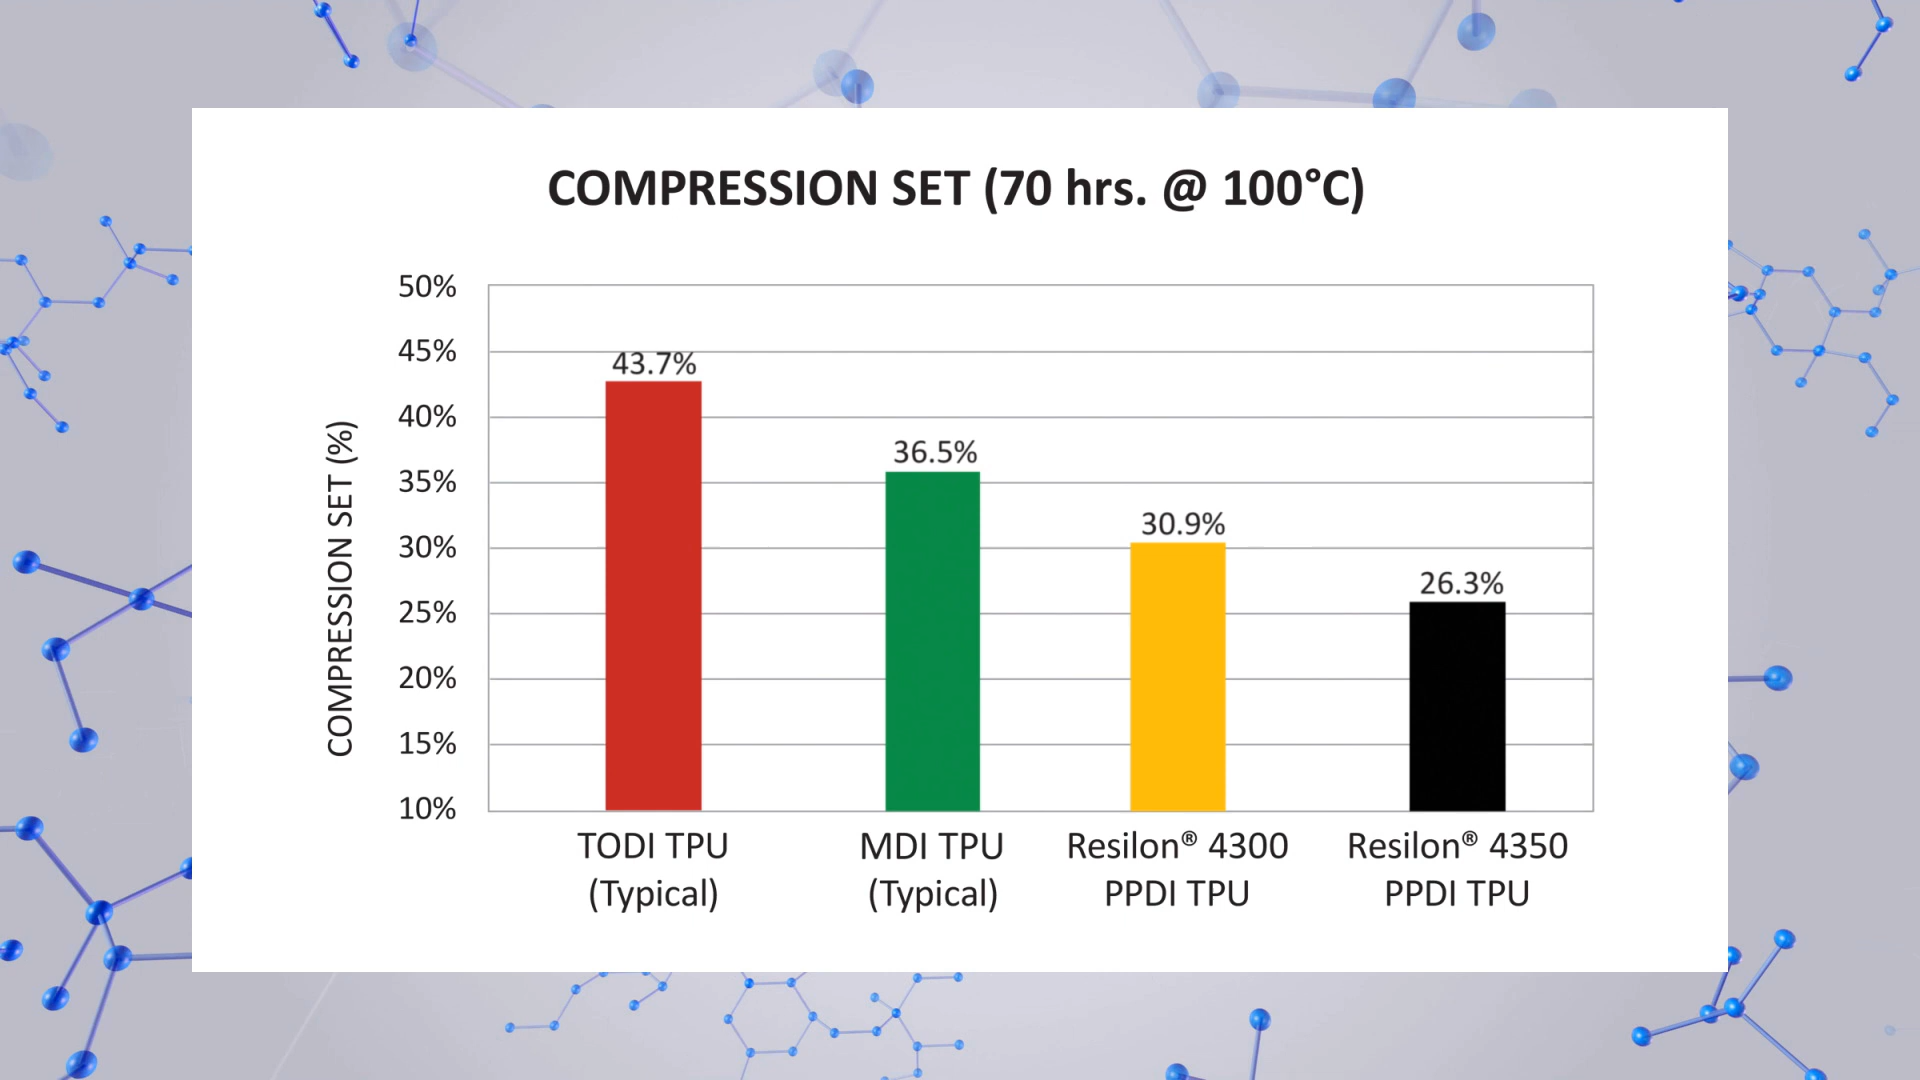 COMPRESSION SET (70 hrs. @ 100°C)
COMPRESSION SET (%)
50%
45%
40%
35%
30%
25%
20%
15%
10%
43.7%
36.5%
30.9%
26.3%
TODI TPU
(Typical)
MDI TPU
(Typical)
Resilon® 4300
PPDI TPU
Resilon® 4350
PPDI TPU